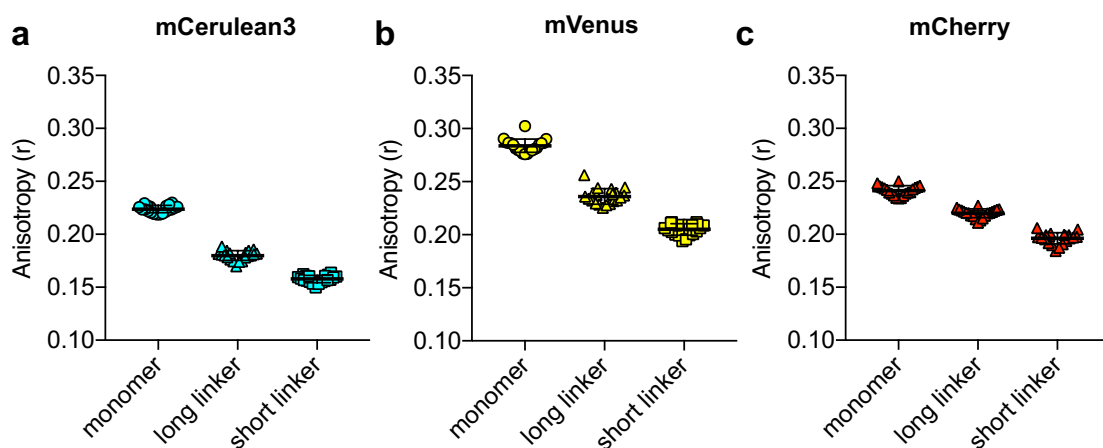 a
mCerulean3
Anisotropy (r)
0.35
0.30
0.25
0.20
0.15
0.10
monomer
long linker
short linker
b
mVenus
Anisotropy (r)
0.35
0.30
0.25
0.20
0.15
0.10
monomer
long linker
short linker
c
mCherry
Anisotropy (r)
0.35
0.30
0.25
0.20
0.15
0.10
monomer
long linker
short linker